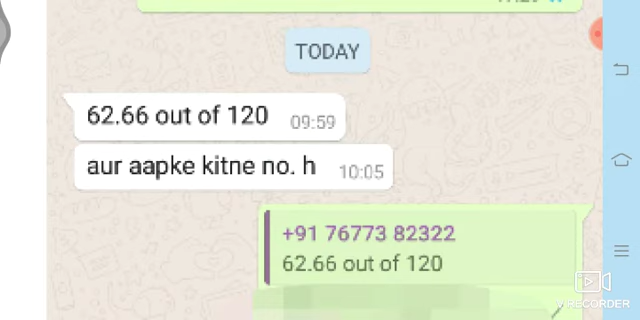 TODAY
62.66 out of 120 09:59
aur aapke kitne no. h 10:05
+91 76773 82322
62.66 out of 120